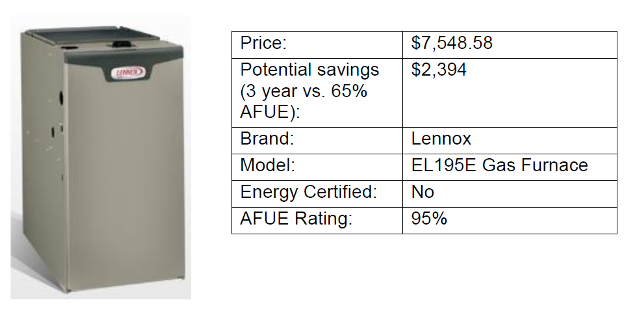 LENNOX
Price: $7,548.58
Potential savings $2,394
(3 year vs. 65%
AFUE):
Brand: Lennox
Model: EL195E Gas Furnace
Energy Certified: No
AFUE Rating: 95%